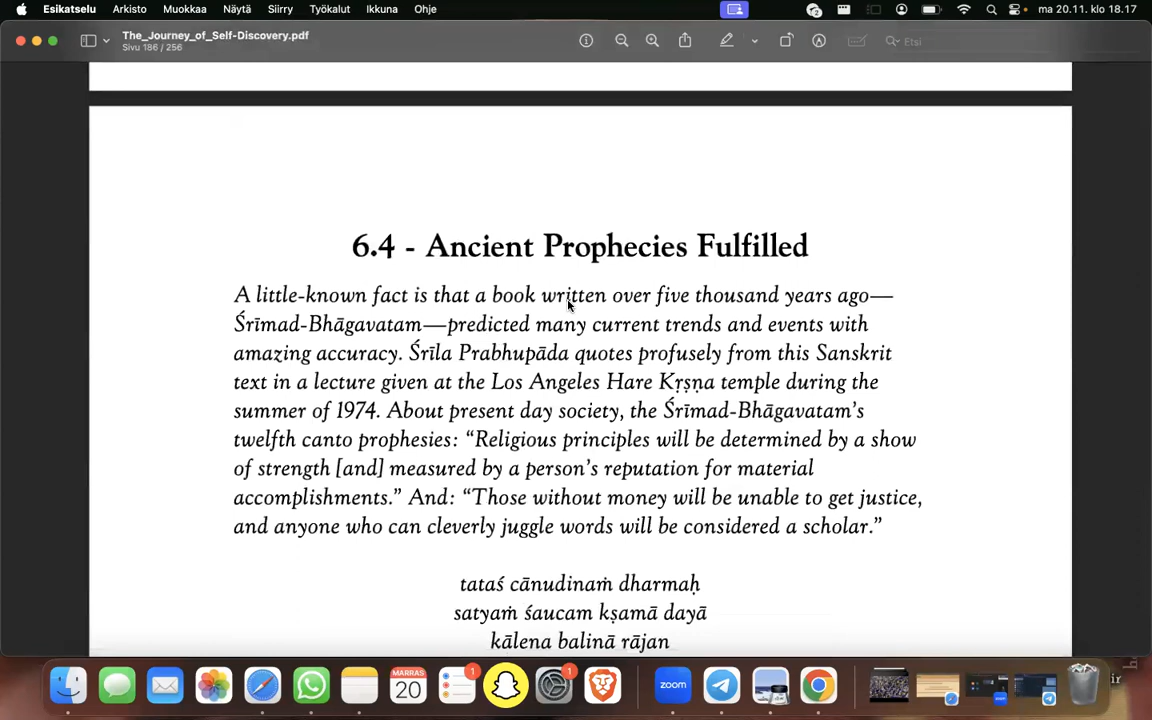 Esikatselu Arkisto Muokkaa Näytä Siirry Työkalut Ikkuna Ohje
2
ma 20.11. klo 18.17
The_Journey_of_Self-Discovery.pdf
Sivu 186 / 256
Etsi
6.4 - Ancient Prophecies Fulfilled
A little-known fact is that a book written over five thousand years ago—
Śrīmad-Bhāgavatam—predicted many current trends and events with
amazing accuracy. Śrīla Prabhupāda quotes profusely from this Sanskrit
text in a lecture given at the Los Angeles Hare Kṛṣṇa temple during the
summer of 1974. About present day society, the Śrīmad-Bhāgavatam’s
twelfth canto prophesies: “Religious principles will be determined by a show
of strength [and] measured by a person’s reputation for material
accomplishments.” And: “Those without money will be unable to get justice,
and anyone who can cleverly juggle words will be considered a scholar.”
tataś cānudinaṁ dharmaḥ
satyaṁ śaucam kṣamā dayā
kālena balinā rājan
MARRAS
20
1
1
zoom